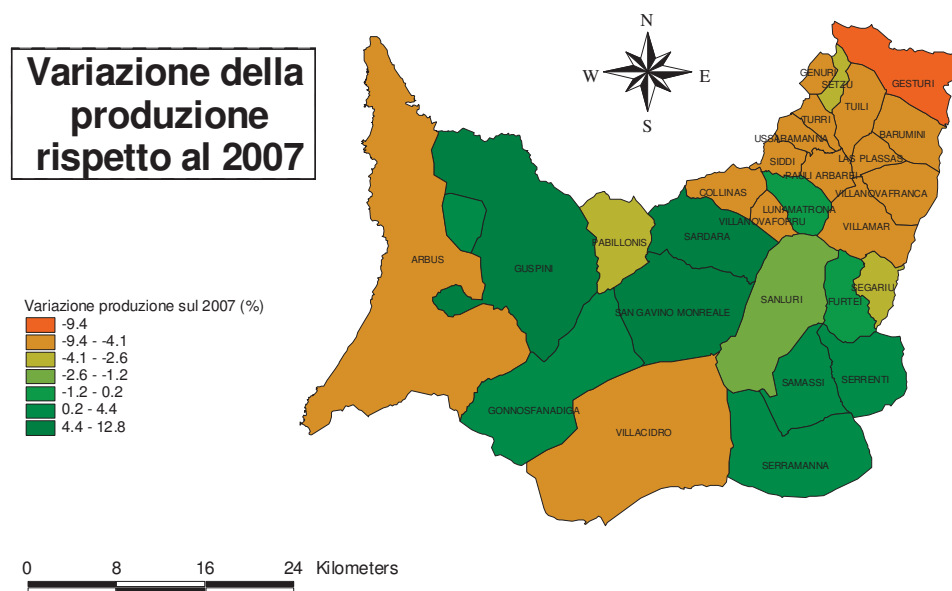 Variazione della
produzione
rispetto al 2007
N
W E
S
GENURI
SETZU
GESTURI
TUILI
TURRI
BARUMINI
USSARAMANNA
LAS PLASSAS
SIDDI
PAULI ARBAREI
COLLINAS
VILLANOVAFRANCA
LUNAMATRONA
VILLANOVAFORRU
VILLAMAR
SARDARA
PABILLONIS
ARBUS
GUSPINI
SEGARIU
SANLURI
FURTEI
SAN GAVINO MONREALE
SERRENTI
SAMASSI
GONNOSFANADIGA
VILLACIDRO
SERRAMANNA
Variazione produzione sul 2007 (%)
-9.4
-9.4 - -4.1
-4.1 - -2.6
-2.6 - -1.2
-1.2 - 0.2
0.2 - 4.4
4.4 - 12.8
0 8 16 24 Kilometers